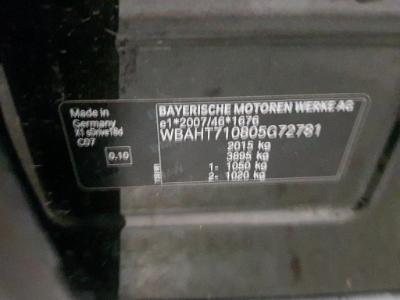 BAYERISCHE MOTOREN WERKE AG
e1*2007/46*1676
WBAHT710805G72781
2015 kg
3895 kg
1- 1050 kg
2- 1020 kg
Made in
Germany
X1 sDrive18d
C07
0.10